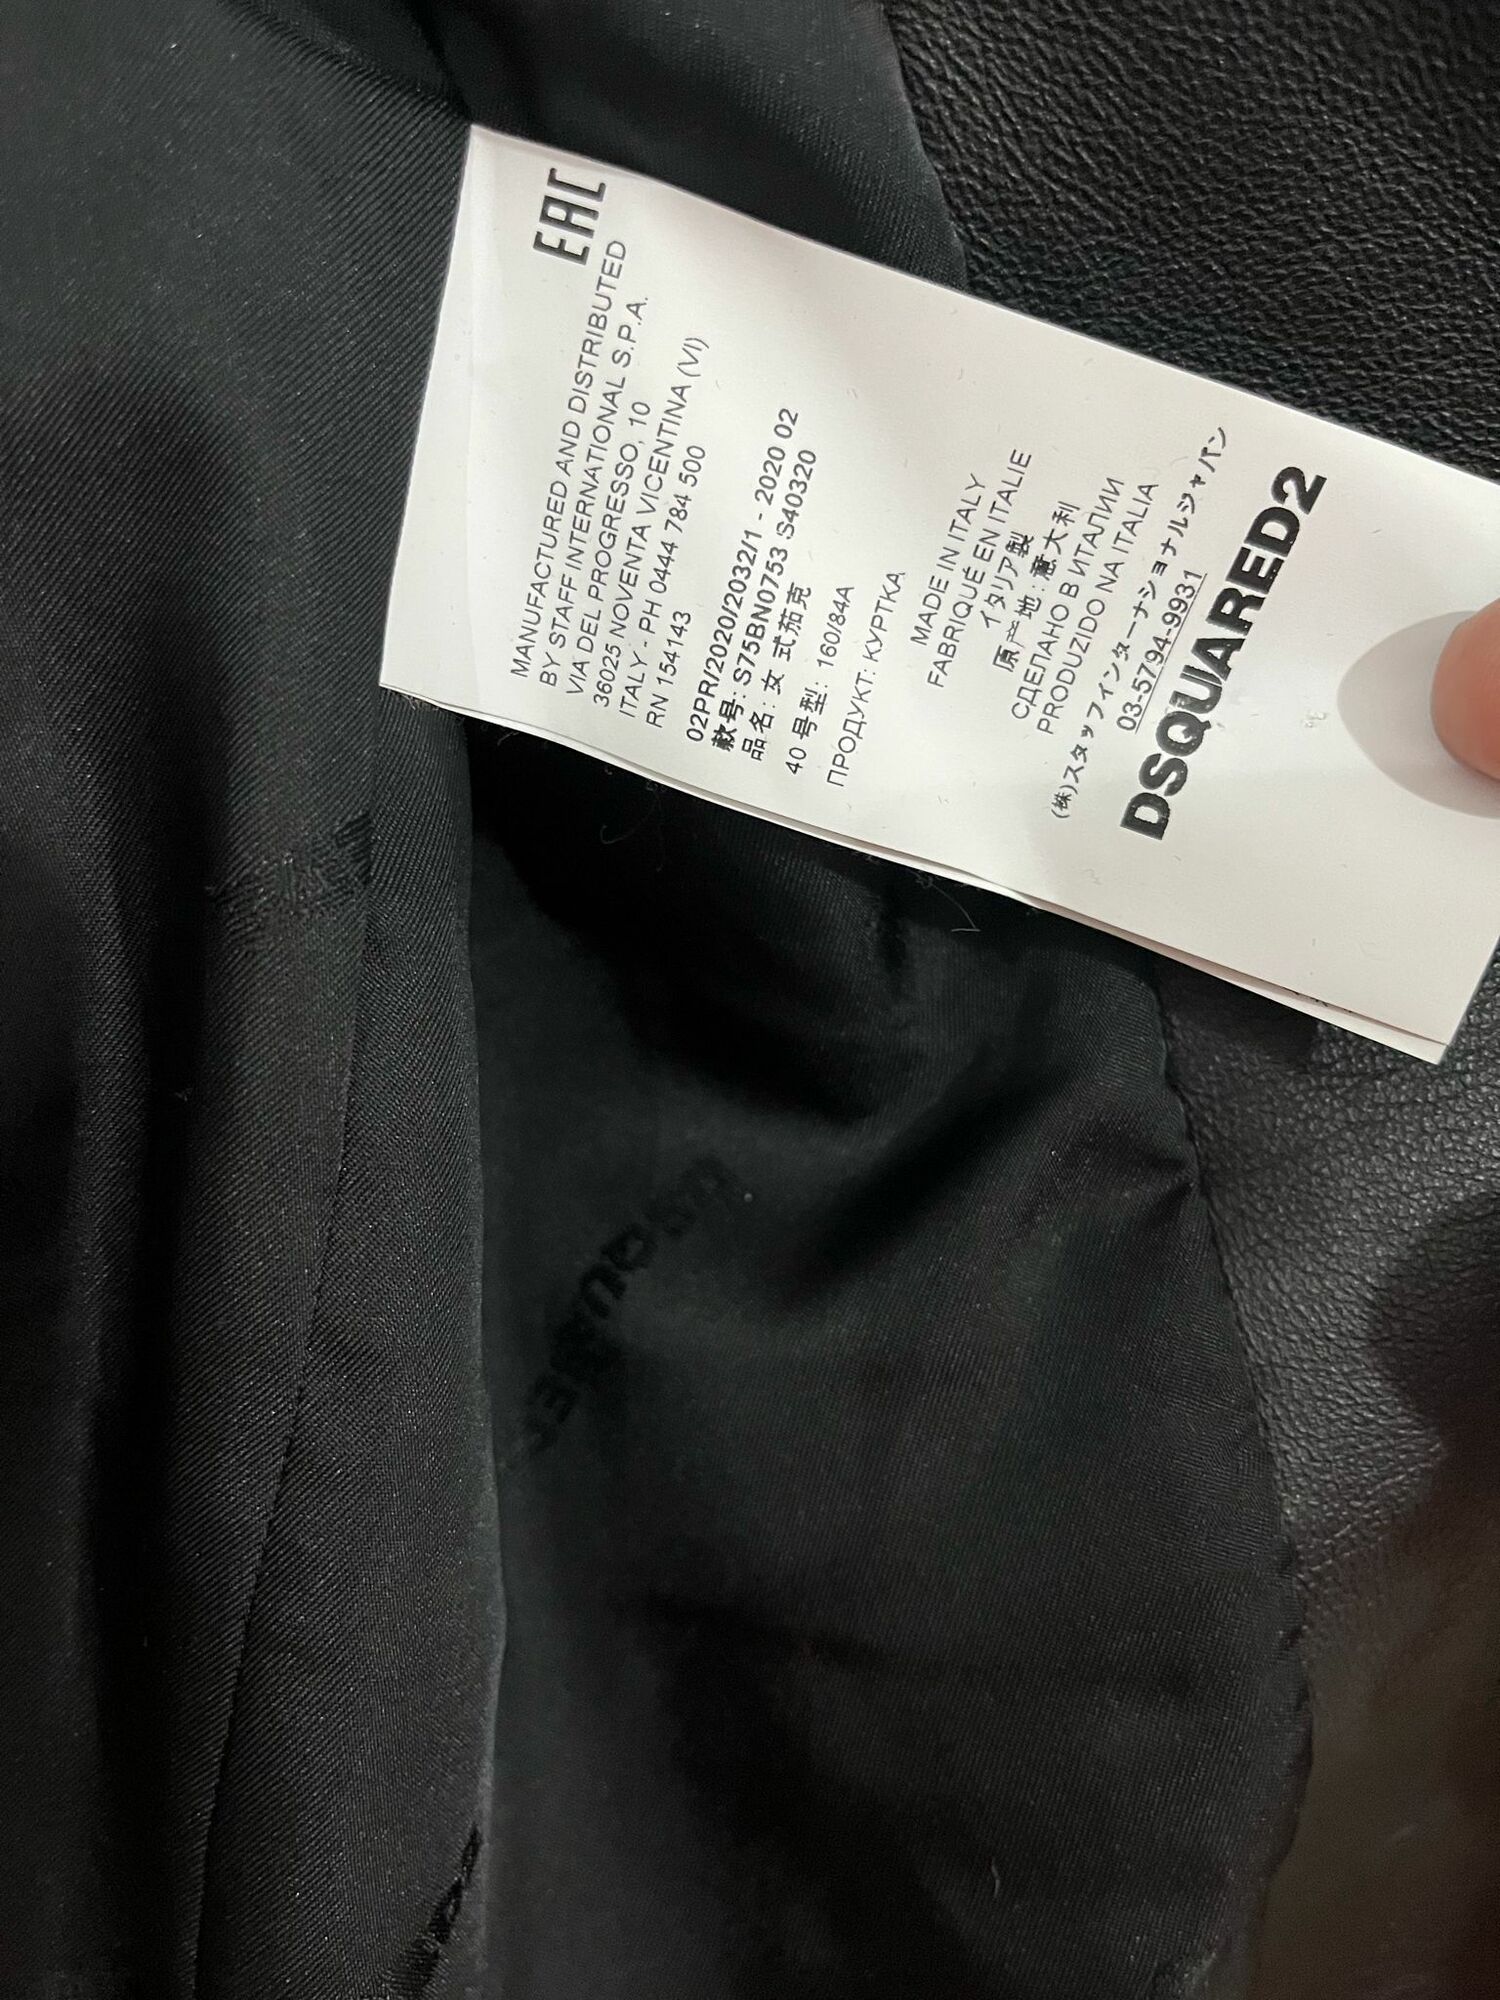 DSQUARED2
03-5794-9931
(株)スタッフインターナショナルジャパン
PRODUZIDO NA ITALIA
СДЕЛАНО В ИТАЛИИ
原产地:意大利
イタリア製
FABRIQUÉ EN ITALIE
MADE IN ITALY
ПРОДУКТ: КУРТКА
40 号型: 160/84A
品名: 女 式茄克
款号: S75BN0753 S40320
02PR/2020/2032/1 - 2020 02
RN 154143
ITALY - PH 0444 784 500
36025 NOVENTA VICENTINA (VI)
VIA DEL PROGRESSO, 10
BY STAFF INTERNATIONAL S.P.A.
MANUFACTURED AND DISTRIBUTED
EAC